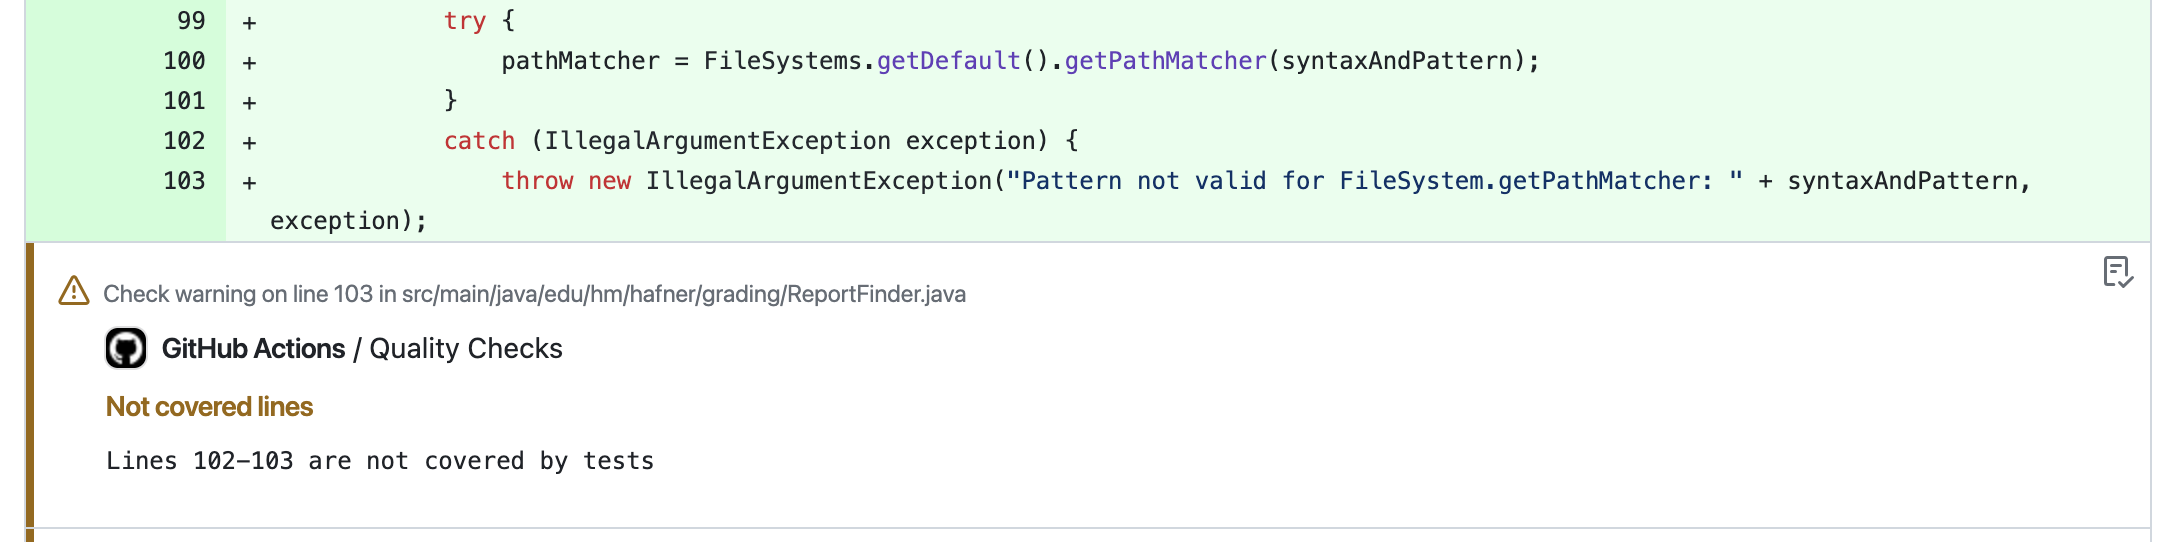 99 + try {
100 + pathMatcher = FileSystems.getDefault().getPathMatcher(syntaxAndPattern);
101 + }
102 + catch (IllegalArgumentException exception) {
103 + throw new IllegalArgumentException("Pattern not valid for FileSystem.getPathMatcher: " + syntaxAndPattern,
exception);
Check warning on line 103 in src/main/java/edu/hm/hafner/grading/ReportFinder.java
GitHub Actions / Quality Checks
Not covered lines
Lines 102–103 are not covered by tests